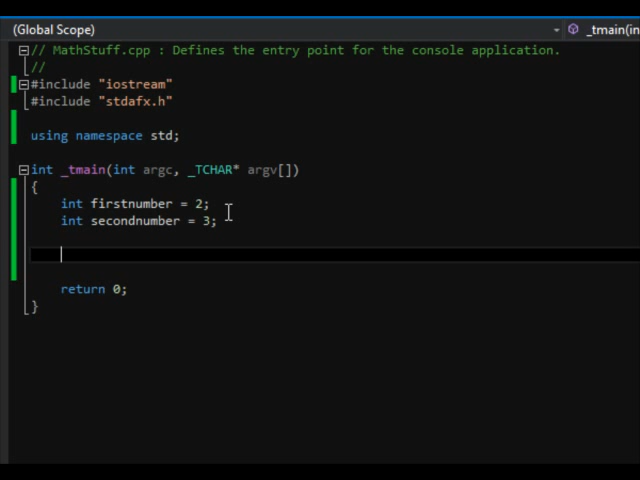 (Global Scope) _tmain(in
// MathStuff.cpp : Defines the entry point for the console application.
//
#include "iostream"
#include "stdafx.h"
using namespace std;
int _tmain(int argc, _TCHAR* argv[])
{
int firstnumber = 2;
int secondnumber = 3;
return 0;
}